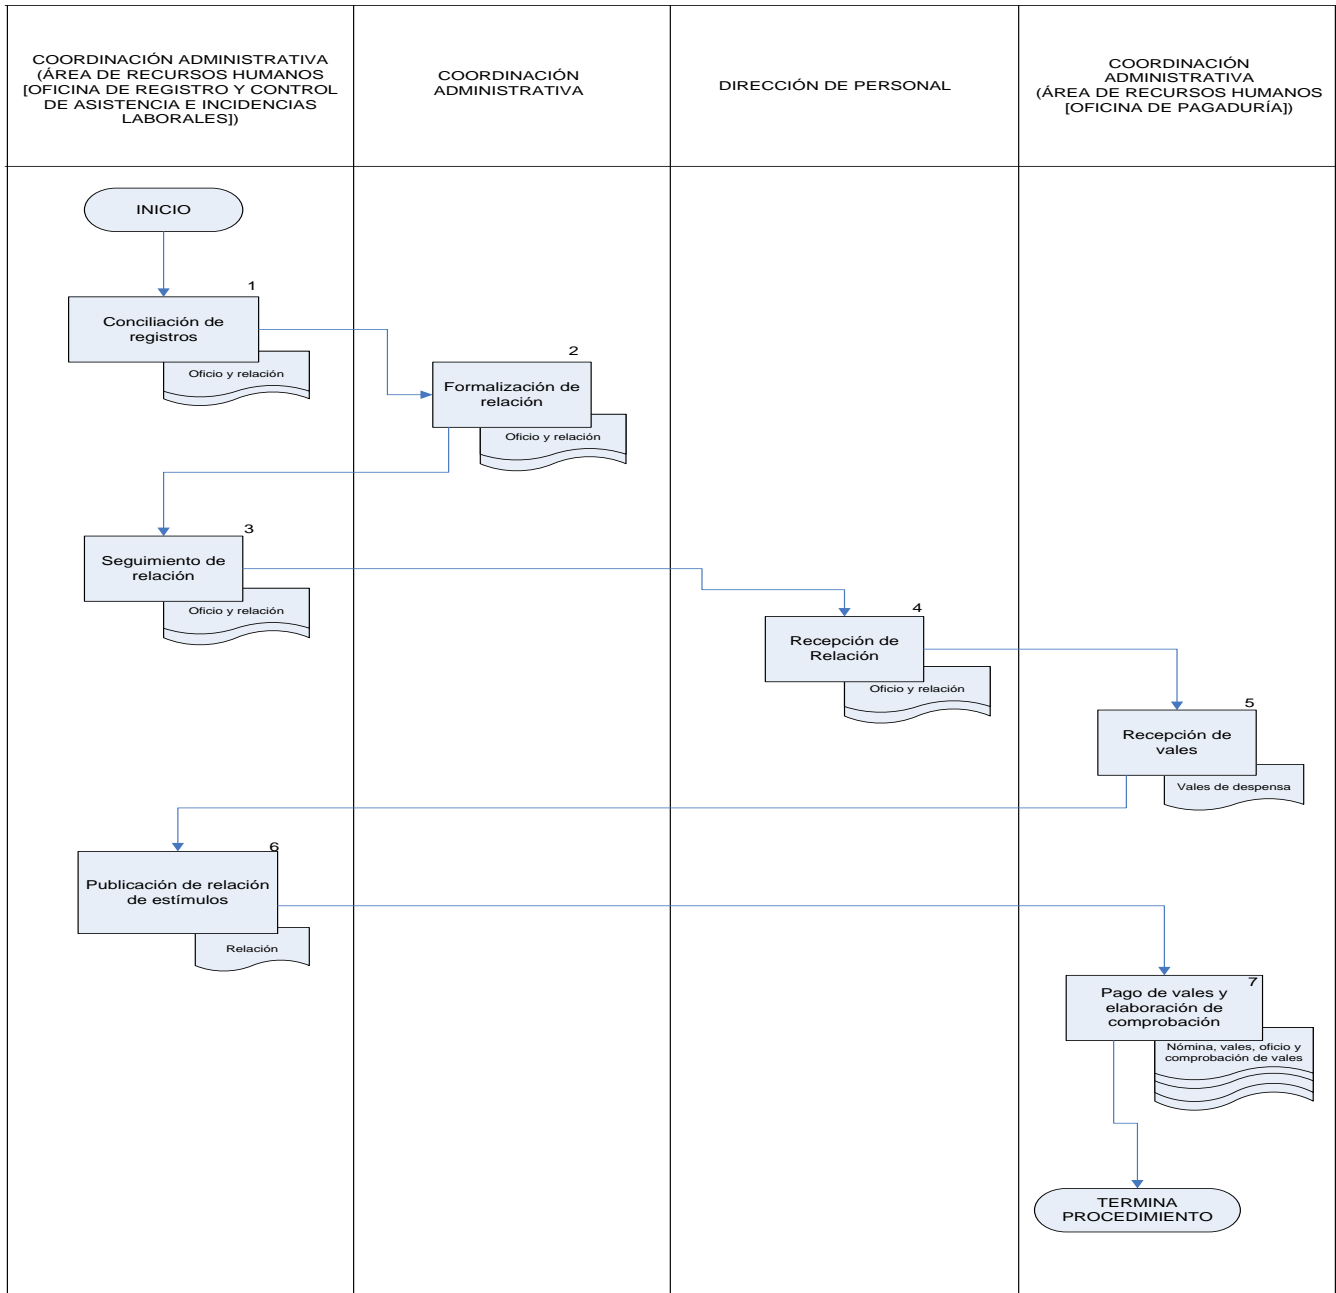 COORDINACIÓN ADMINISTRATIVA
(ÁREA DE RECURSOS HUMANOS
[OFICINA DE REGISTRO Y CONTROL
DE ASISTENCIA E INCIDENCIAS
LABORALES])
COORDINACIÓN
ADMINISTRATIVA
DIRECCIÓN DE PERSONAL
COORDINACIÓN
ADMINISTRATIVA
(ÁREA DE RECURSOS HUMANOS
[OFICINA DE PAGADURÍA])
INICIO
1
Conciliación de
registros
Oficio y relación
2
Formalización de
relación
Oficio y relación
3
Seguimiento de
relación
Oficio y relación
4
Recepción de
Relación
Oficio y relación
5
Recepción de
vales
Vales de despensa
6
Publicación de relación
de estímulos
Relación
7
Pago de vales y
elaboración de
comprobación
Nómina, vales, oficio y
comprobación de vales
TERMINA
PROCEDIMIENTO